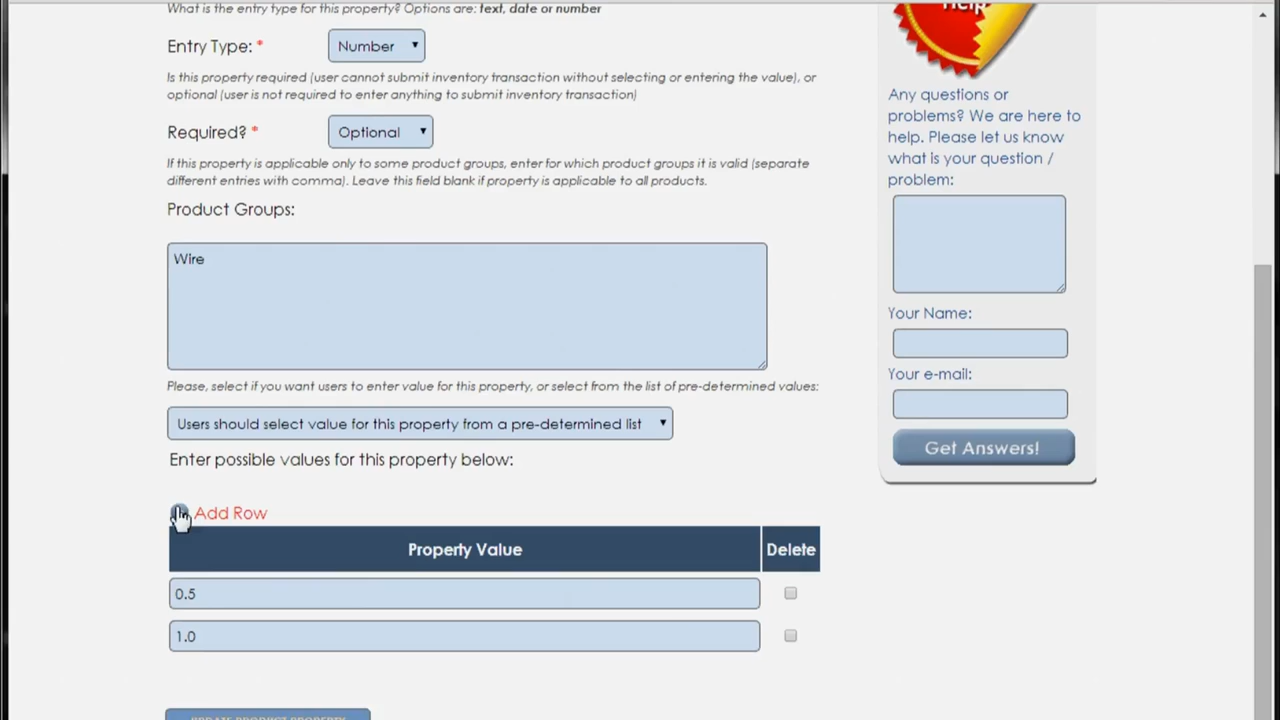 What is the entry type for this property? Options are: text, date or number
Entry Type: * Number
Is this property required (user cannot submit inventory transaction without selecting or entering the value), or
optional (user is not required to enter anything to submit inventory transaction)
Required? * Optional
If this property is applicable only to some product groups, enter for which product groups it is valid (separate
different entries with comma). Leave this field blank if property is applicable to all products.
Product Groups:
Wire
Please, select if you want users to enter value for this property, or select from the list of pre-determined values:
Users should select value for this property from a pre-determined list
Enter possible values for this property below:
Add Row
Property Value Delete
0.5
1.0
UPDATE PRODUCT PROPERTY
Help
Any questions or
problems? We are here to
help. Please let us know
what is your question /
problem:
Your Name:
Your e-mail:
Get Answers!